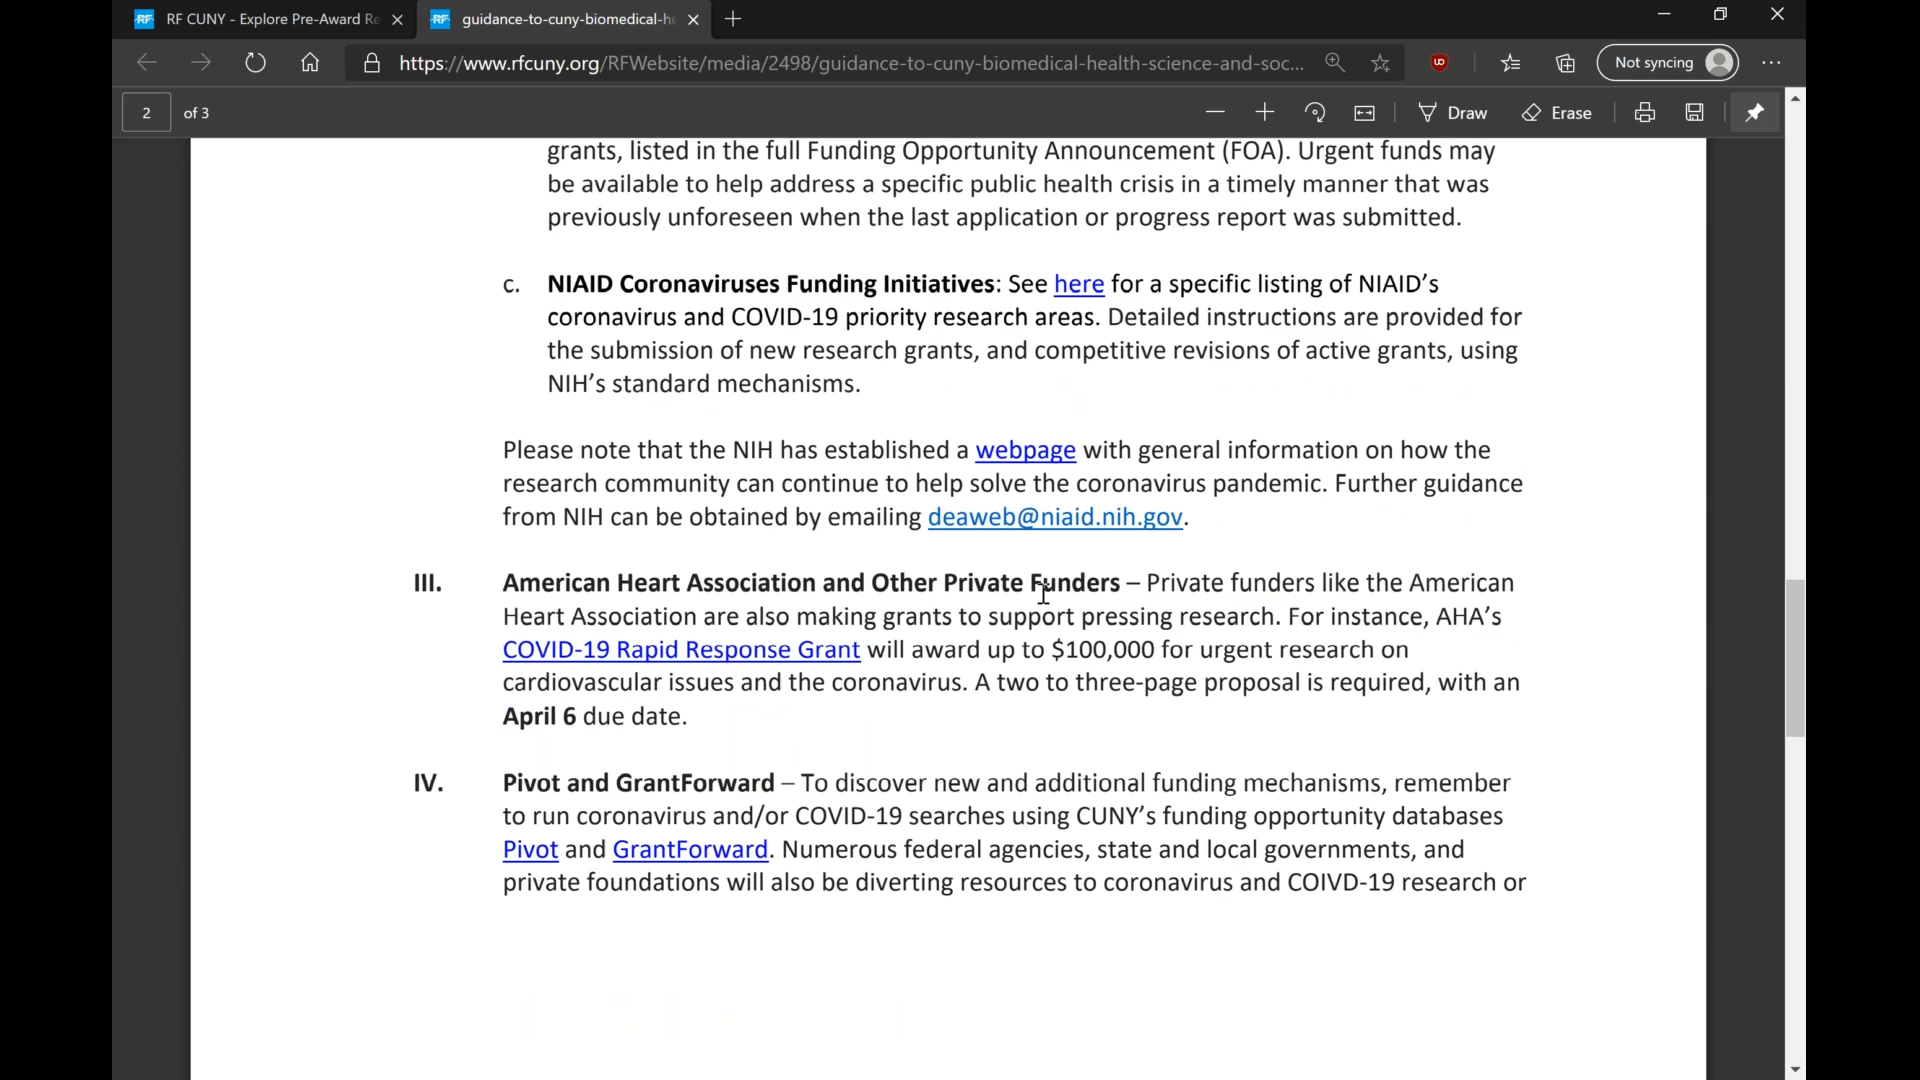 RF CUNY - Explore Pre-Award Re
guidance-to-cuny-biomedical-he
https://www.rfcuny.org/RFWebsite/media/2498/guidance-to-cuny-biomedical-health-science-and-soc...
Not syncing
2 of 3
Draw
Erase
grants, listed in the full Funding Opportunity Announcement (FOA). Urgent funds may
be available to help address a specific public health crisis in a timely manner that was
previously unforeseen when the last application or progress report was submitted.
c. NIAID Coronaviruses Funding Initiatives: See here for a specific listing of NIAID’s
coronavirus and COVID-19 priority research areas. Detailed instructions are provided for
the submission of new research grants, and competitive revisions of active grants, using
NIH’s standard mechanisms.
Please note that the NIH has established a webpage with general information on how the
research community can continue to help solve the coronavirus pandemic. Further guidance
from NIH can be obtained by emailing deaweb@niaid.nih.gov.
III. American Heart Association and Other Private Funders – Private funders like the American
Heart Association are also making grants to support pressing research. For instance, AHA’s
COVID-19 Rapid Response Grant will award up to $100,000 for urgent research on
cardiovascular issues and the coronavirus. A two to three-page proposal is required, with an
April 6 due date.
IV. Pivot and GrantForward – To discover new and additional funding mechanisms, remember
to run coronavirus and/or COVID-19 searches using CUNY’s funding opportunity databases
Pivot and GrantForward. Numerous federal agencies, state and local governments, and
private foundations will also be diverting resources to coronavirus and COIVD-19 research or